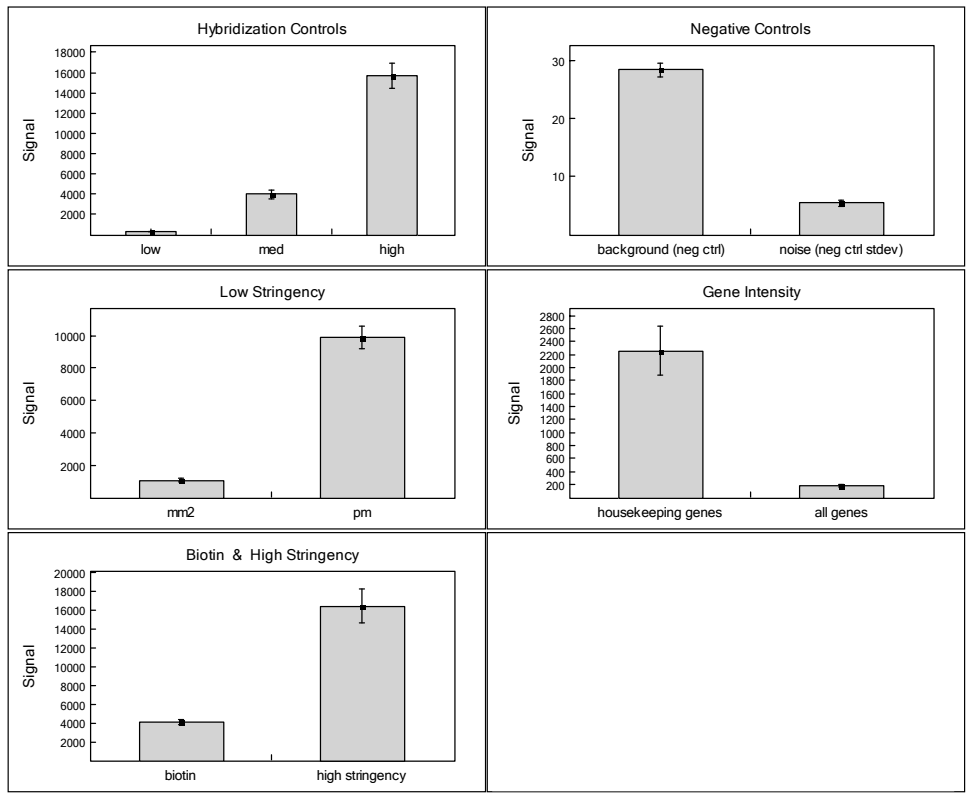 Hybridization Controls
18000
16000
14000
12000
10000
8000
6000
4000
2000
Signal
low med high
Negative Controls
30
20
10
Signal
background (neg ctrl) noise (neg ctrl stdev)
Low Stringency
10000
8000
6000
4000
2000
Signal
mm2 pm
Gene Intensity
2800
2600
2400
2200
2000
1800
1600
1400
1200
1000
800
600
400
200
Signal
housekeeping genes all genes
Biotin & High Stringency
20000
18000
16000
14000
12000
10000
8000
6000
4000
2000
Signal
biotin high stringency